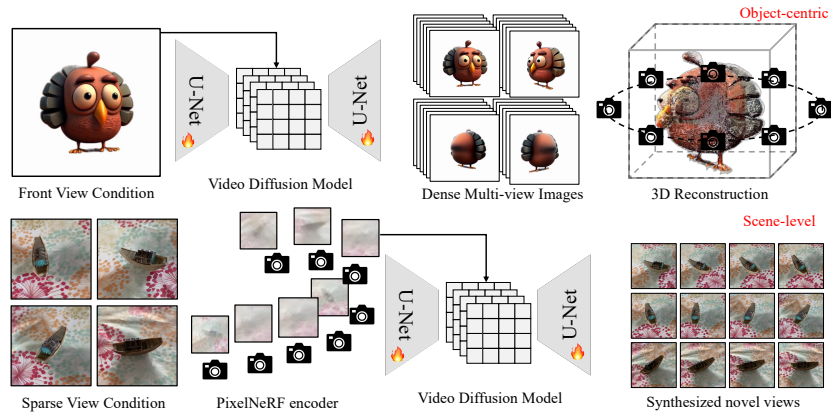 Object-centric
U-Net
U-Net
Front View Condition
Video Diffusion Model
Dense Multi-view Images
3D Reconstruction
Scene-level
U-Net
U-Net
Sparse View Condition
PixelNeRF encoder
Video Diffusion Model
Synthesized novel views